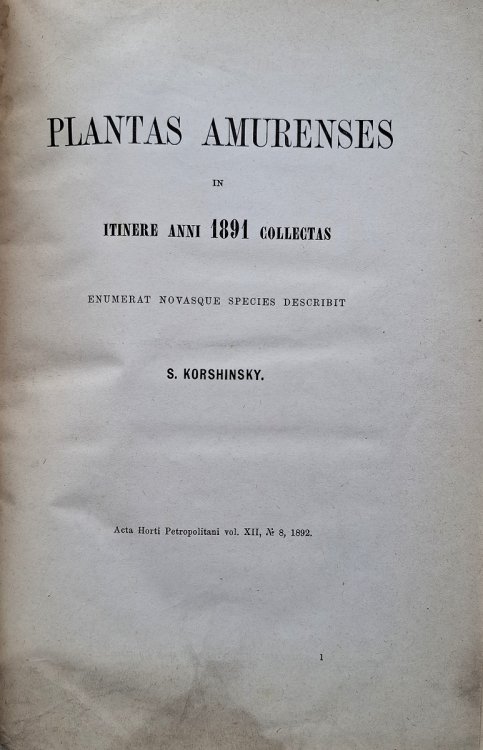 PLANTAS AMURENSES
IN
ITINERE ANNI 1891 COLLECTAS
ENUMERAT NOVASQUE SPECIES DESCRIBIT
S. KORSHINSKY.
Acta Horti Petropolitani vol. XII, № 8, 1892.
1